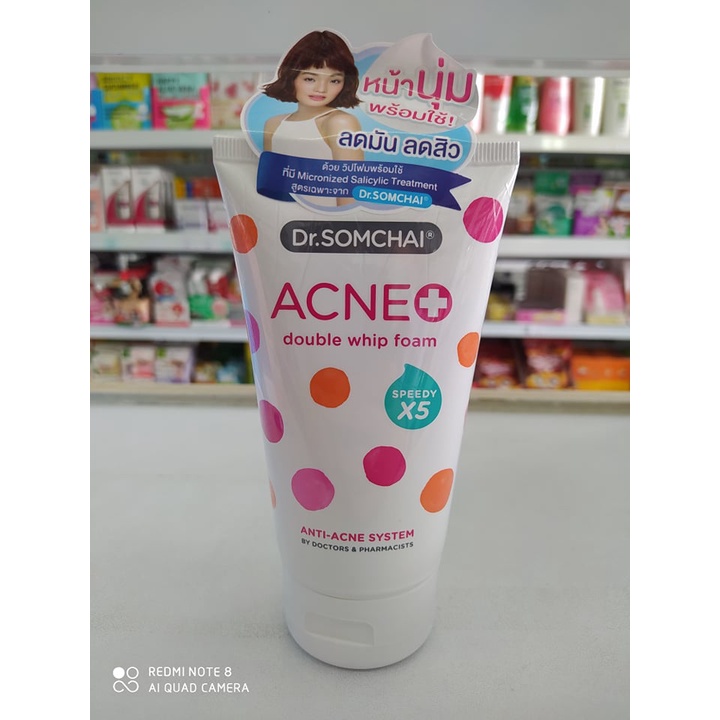 หน้านุ่ม
พร้อมใช้!
ลดมัน ลดสิว
ด้วย วิปโฟมพร้อมใช้
ที่มี Micronized Salicylic Treatment
สูตรเฉพาะจาก Dr.SOMCHAI®
Dr.SOMCHAI®
ACNE+
double whip foam
SPEEDY
X5
ANTI-ACNE SYSTEM
BY DOCTORS & PHARMACISTS
REDMI NOTE 8
AI QUAD CAMERA